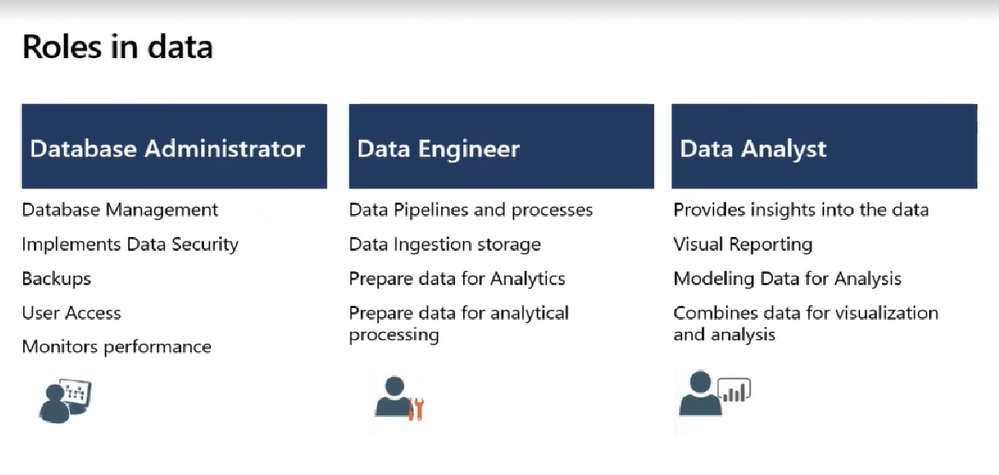 Roles in data
Database Administrator
Database Management
Implements Data Security
Backups
User Access
Monitors performance
Data Engineer
Data Pipelines and processes
Data Ingestion storage
Prepare data for Analytics
Prepare data for analytical
processing
Data Analyst
Provides insights into the data
Visual Reporting
Modeling Data for Analysis
Combines data for visualization
and analysis